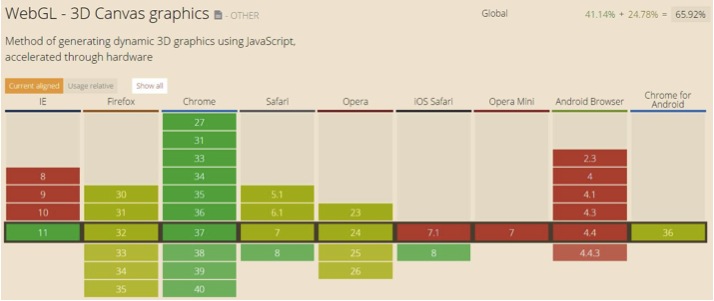 WebGL - 3D Canvas graphics - OTHER
Global 41.14% + 24.78% = 65.92%
Method of generating dynamic 3D graphics using JavaScript,
accelerated through hardware
Current aligned Usage relative Show all
IE Firefox Chrome Safari Opera iOS Safari Opera Mini Android Browser Chrome for Android
27
31
33 2.3
8 34 4
9 30 35 5.1 4.1
10 31 36 6.1 23 4.3
11 32 37 7 24 7.1 7 4.4 36
33 38 8 25 8 4.4.3
34 39 26
35 40